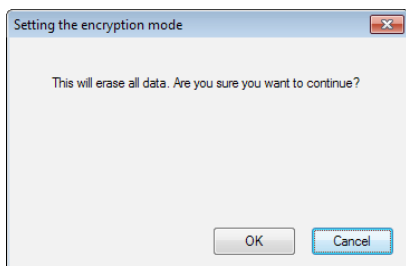 Setting the encryption mode
This will erase all data. Are you sure you want to continue?
OK Cancel